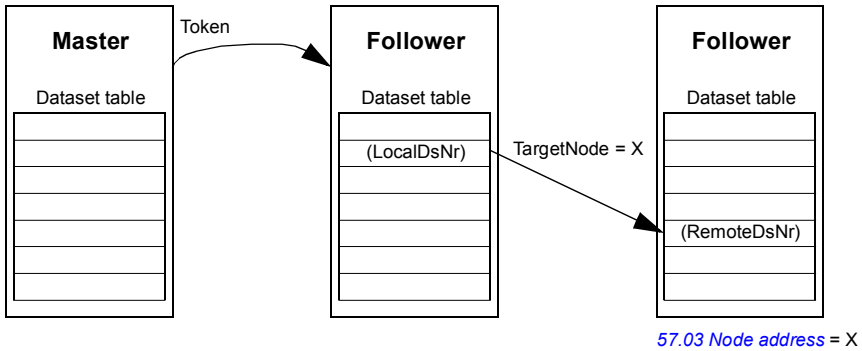 Master
Token
Follower
Follower
Dataset table
Dataset table
Dataset table
(LocalDsNr)
TargetNode = X
(RemoteDsNr)
57.03 Node address = X